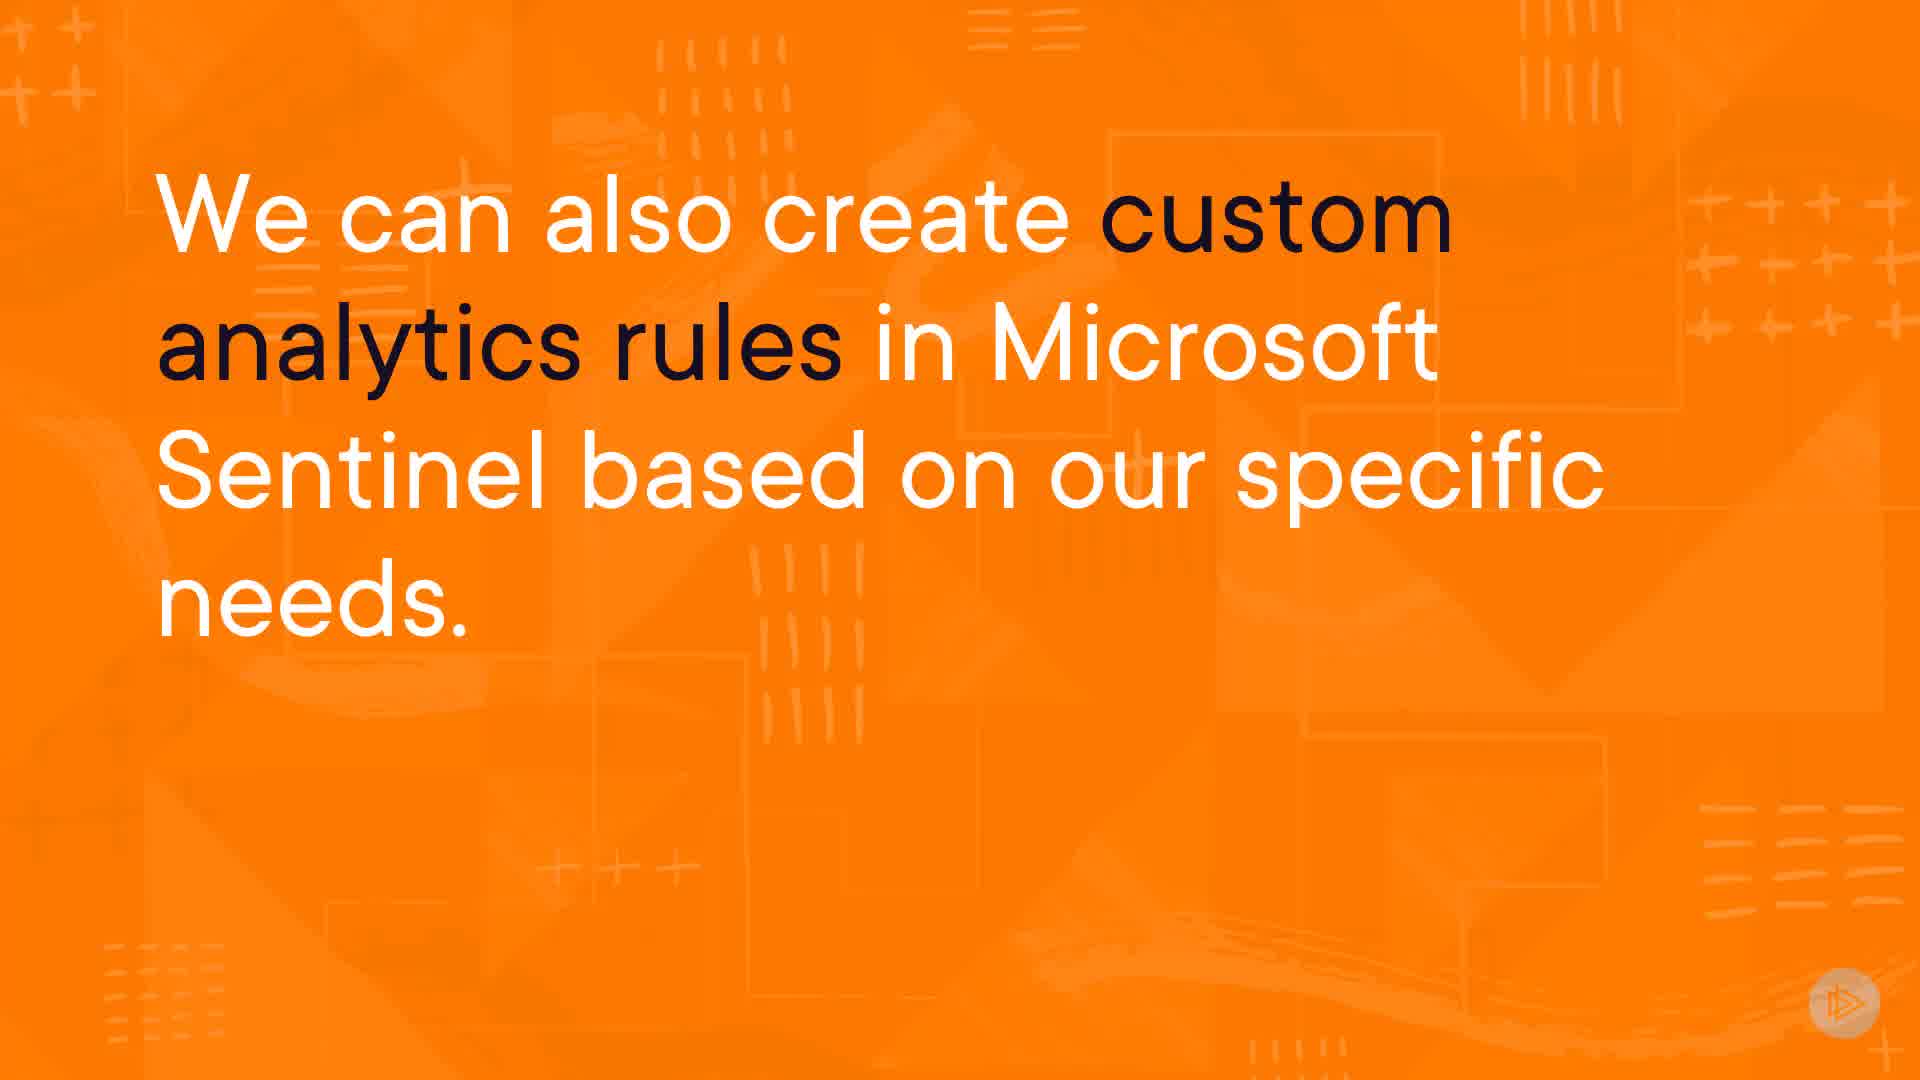 We can also create custom
analytics rules in Microsoft
Sentinel based on our specific
needs.